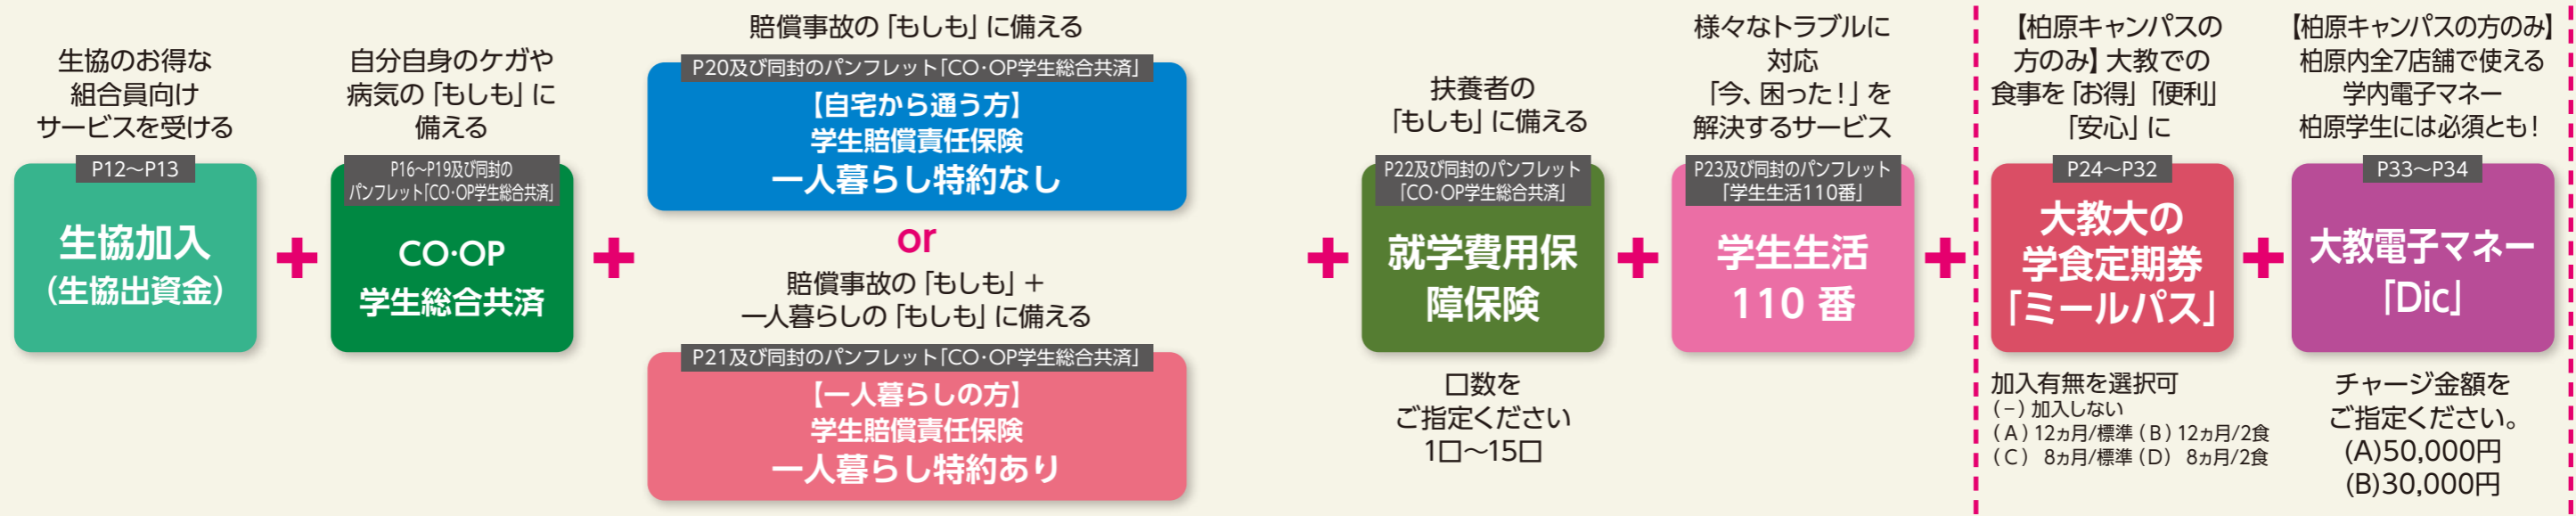 生協のお得な
組合員向け
サービスを受ける
P12～P13
生協加入
（生協出資金）
+
自分自身のケガや
病気の「もしも」に
備える
P16～P19及び同封の
パンフレット「CO･OP学生総合共済」
CO･OP
学生総合共済
+
賠償事故の「もしも」に備える
P20及び同封のパンフレット「CO･OP学生総合共済」
【自宅から通う方】
学生賠償責任保険
一人暮らし特約なし
or
賠償事故の「もしも」＋
一人暮らしの「もしも」に備える
P21及び同封のパンフレット「CO･OP学生総合共済」
【一人暮らしの方】
学生賠償責任保険
一人暮らし特約あり
+
扶養者の
「もしも」に備える
P22及び同封のパンフレット
「CO･OP学生総合共済」
就学費用保
障保険
口数を
ご指定ください
1口～15口
+
様々なトラブルに
対応
「今、困った！」を
解決するサービス
P23及び同封のパンフレット
「学生生活110番」
学生生活
110 番
+
【柏原キャンパスの
方のみ】大教での
食事を「お得」「便利」
「安心」に
P24～P32
大教大の
学食定期券
「ミールパス」
加入有無を選択可
（－）加入しない
（A）12ヵ月/標準（B）12ヵ月/2食
（C） 8ヵ月/標準（D） 8ヵ月/2食
+
【柏原キャンパスの方のみ】
柏原内全7店舗で使える
学内電子マネー
柏原学生には必須とも！
P33～P34
大教電子マネー
「Dic」
チャージ金額を
ご指定ください。
(A)50,000円
(B)30,000円